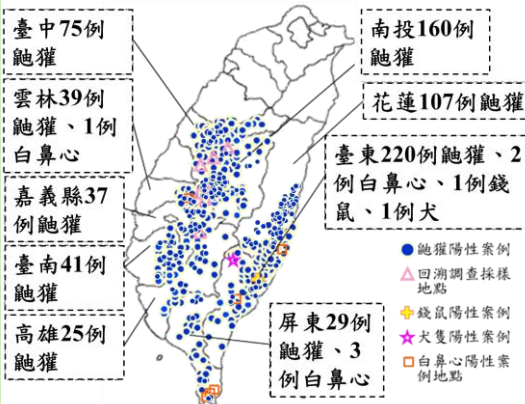 臺中75例
鼬獾
南投160例
鼬獾
雲林39例
鼬獾、1例
白鼻心
花蓮107例鼬獾
臺東220例鼬獾、2
例白鼻心、1例錢
鼠、1例犬
嘉義縣37
例鼬獾
臺南41例
鼬獾
高雄25例
鼬獾
屏東29例
鼬獾、3
例白鼻心
鼬獾陽性案例
回溯調查採樣
地點
錢鼠陽性案例
犬隻陽性案例
白鼻心陽性案
例地點